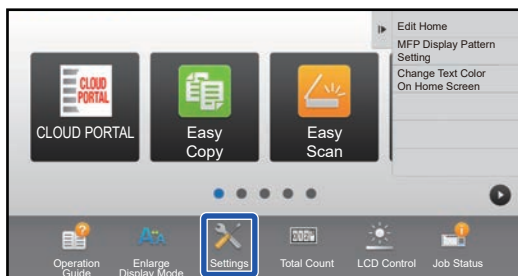 Edit Home
MFP Display Pattern
Setting
Change Text Color
On Home Screen
CLOUD
PORTAL
CLOUD PORTAL
Easy
Copy
Easy
Scan
Operation
Guide
Enlarge
Display Mode
Settings
Total Count
LCD Control
Job Status